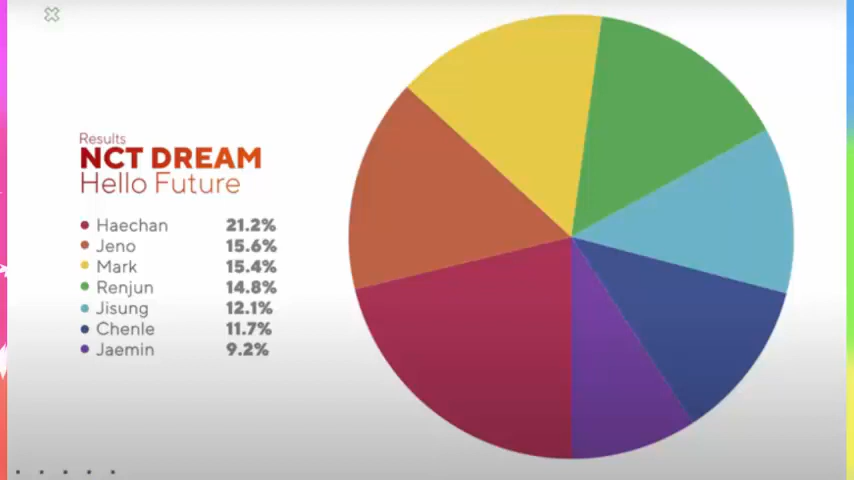 Results
NCT DREAM
Hello Future
Haechan 21.2%
Jeno 15.6%
Mark 15.4%
Renjun 14.8%
Jisung 12.1%
Chenle 11.7%
Jaemin 9.2%